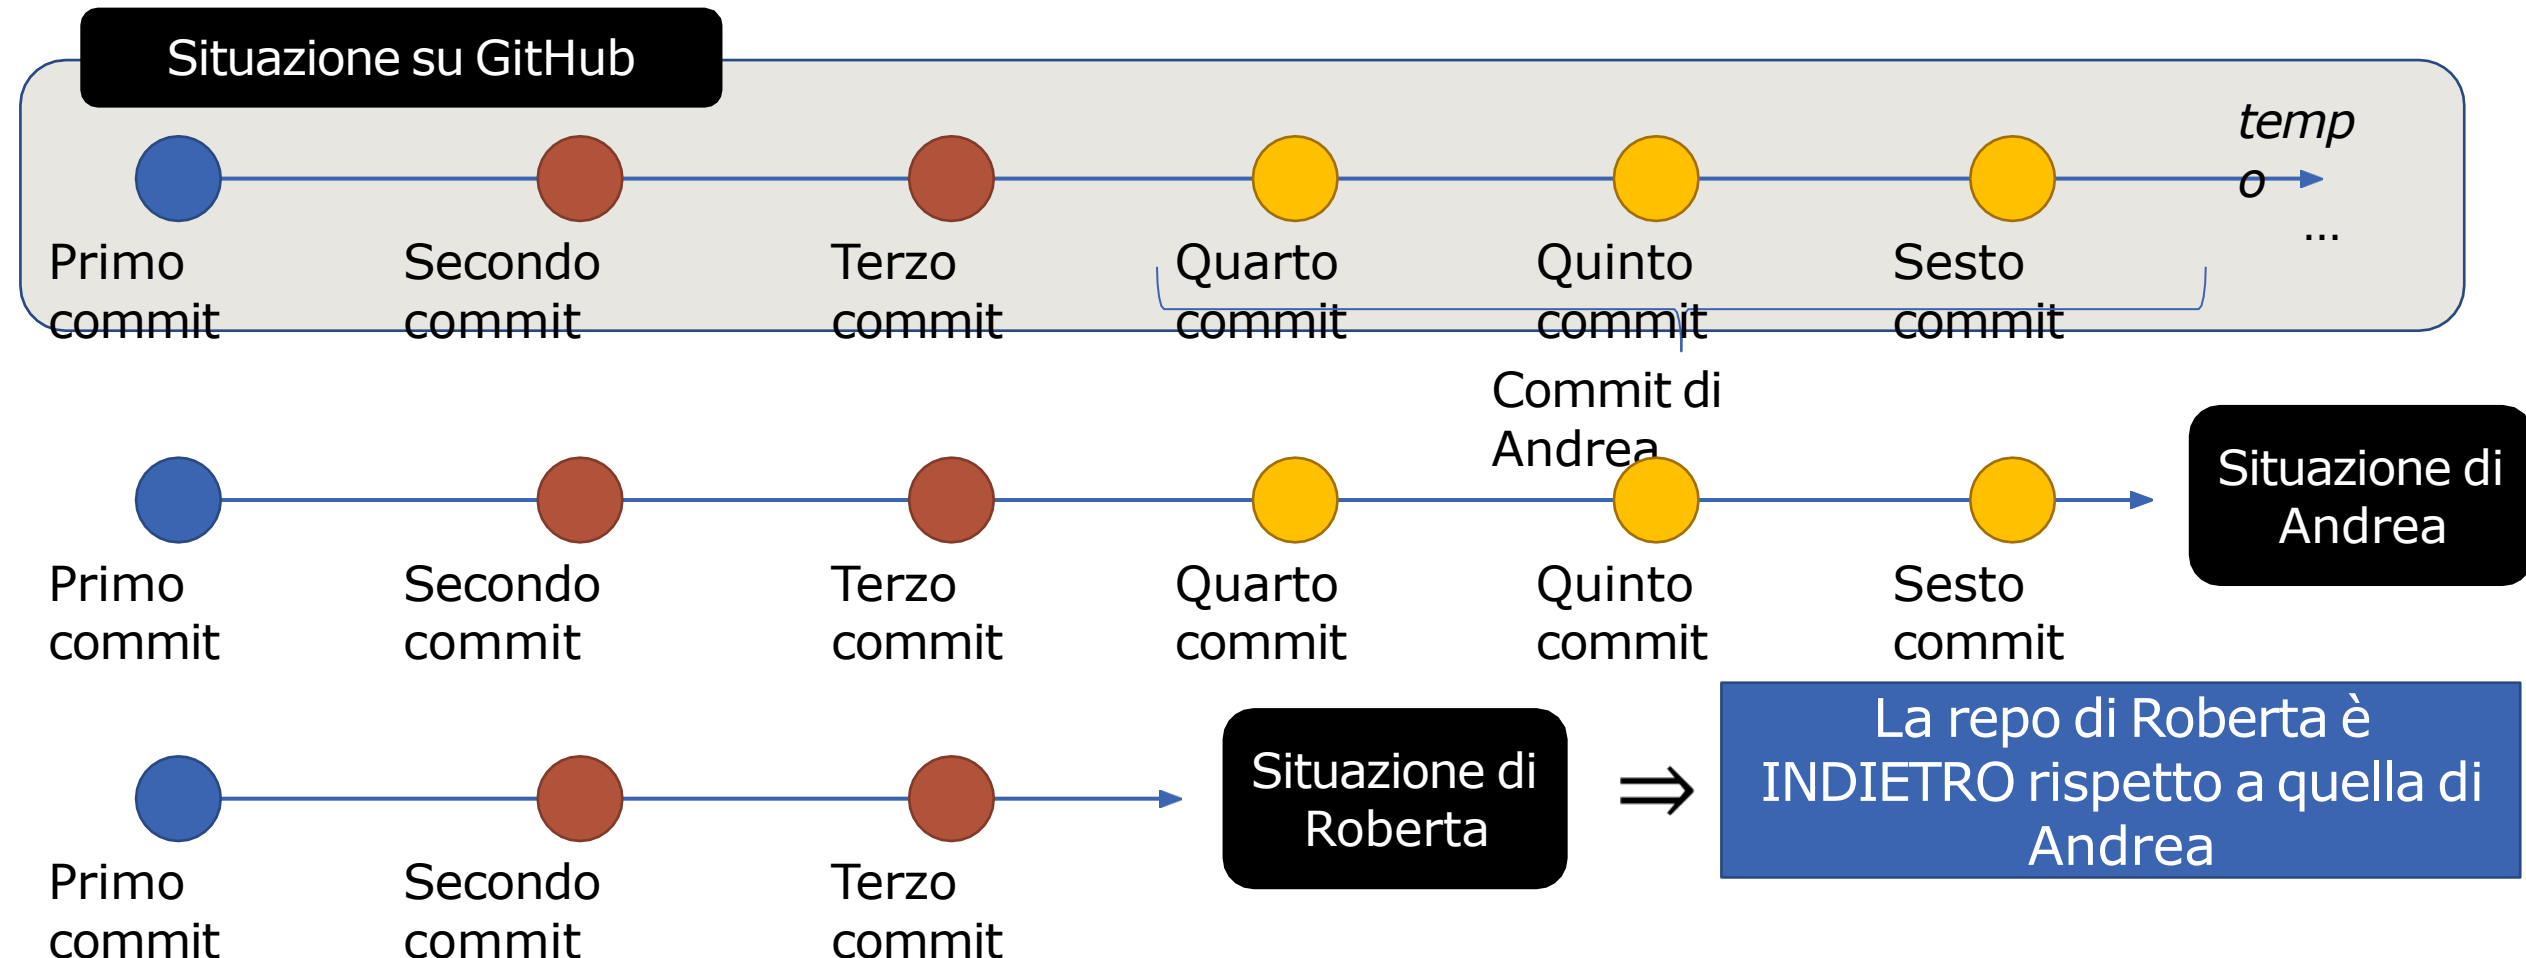 Situazione su GitHub
temp
o
...
Primo
commit
Secondo
commit
Terzo
commit
Quarto
commit
Quinto
commit
Sesto
commit
Commit di
Andrea
Situazione di
Andrea
Primo
commit
Secondo
commit
Terzo
commit
Quarto
commit
Quinto
commit
Sesto
commit
Situazione di
Roberta
⇒
La repo di Roberta è
INDIETRO rispetto a quella di
Andrea
Primo
commit
Secondo
commit
Terzo
commit